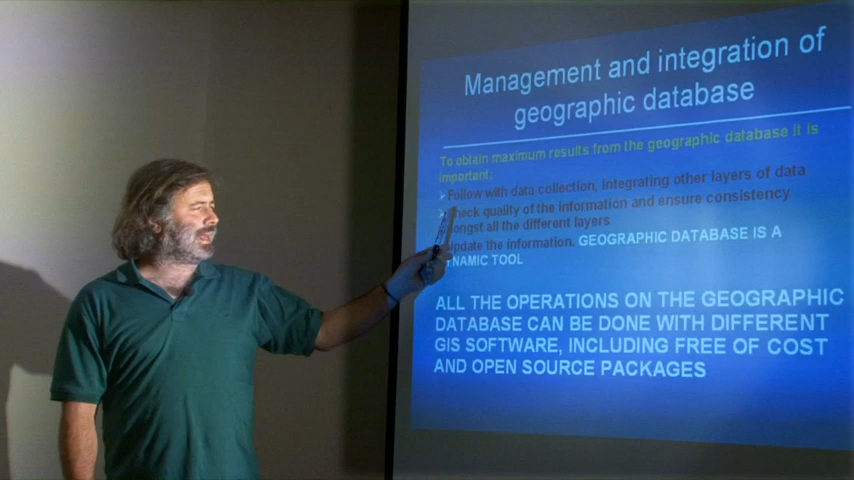 Management and integration of
geographic database
To obtain maximum results from the geographic database it is
important:
Follow with data collection, integrating other layers of data
heck quality of the information and ensure consistency
ongst all the different layers
pdate the information. GEOGRAPHIC DATABASE IS A
YNAMIC TOOL
ALL THE OPERATIONS ON THE GEOGRAPHIC
DATABASE CAN BE DONE WITH DIFFERENT
GIS SOFTWARE, INCLUDING FREE OF COST
AND OPEN SOURCE PACKAGES